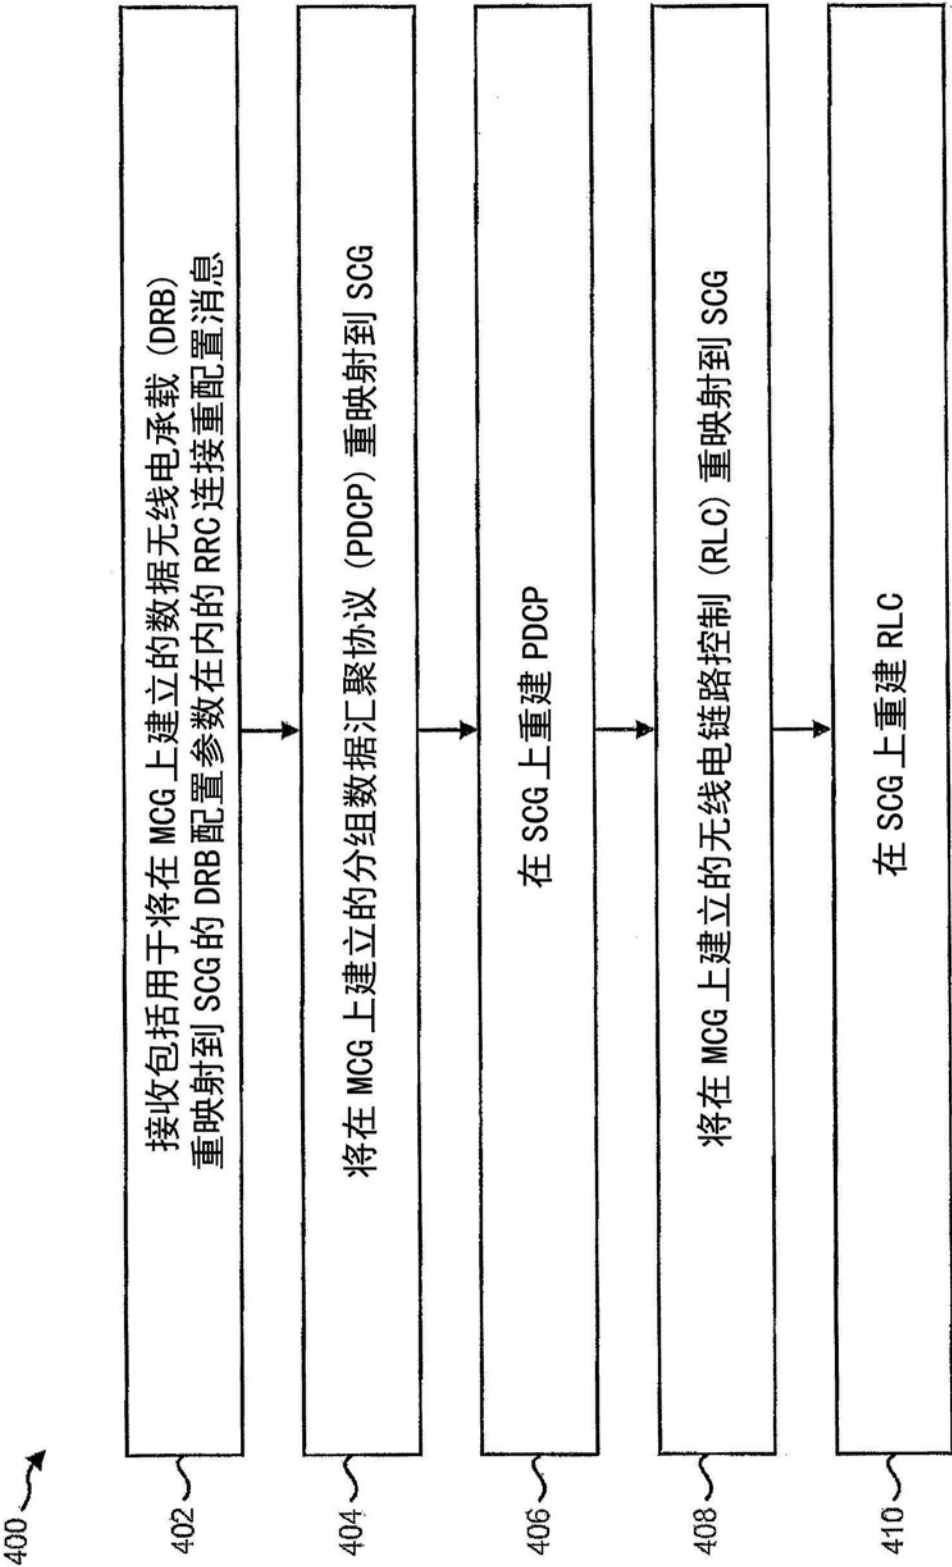 400
402
接收包括用于将在 MCG 上建立的数据无线电承载 (DRB)
重映射到 SCG 的 DRB 配置参数在内的 RRC 连接重配置消息
404
将在 MCG 上建立的分组数据汇聚协议 (PDCP) 重映射到 SCG
406
在 SCG 上重建 PDCP
408
将在 MCG 上建立的无线电链路控制 (RLC) 重映射到 SCG
410
在 SCG 上重建 RLC